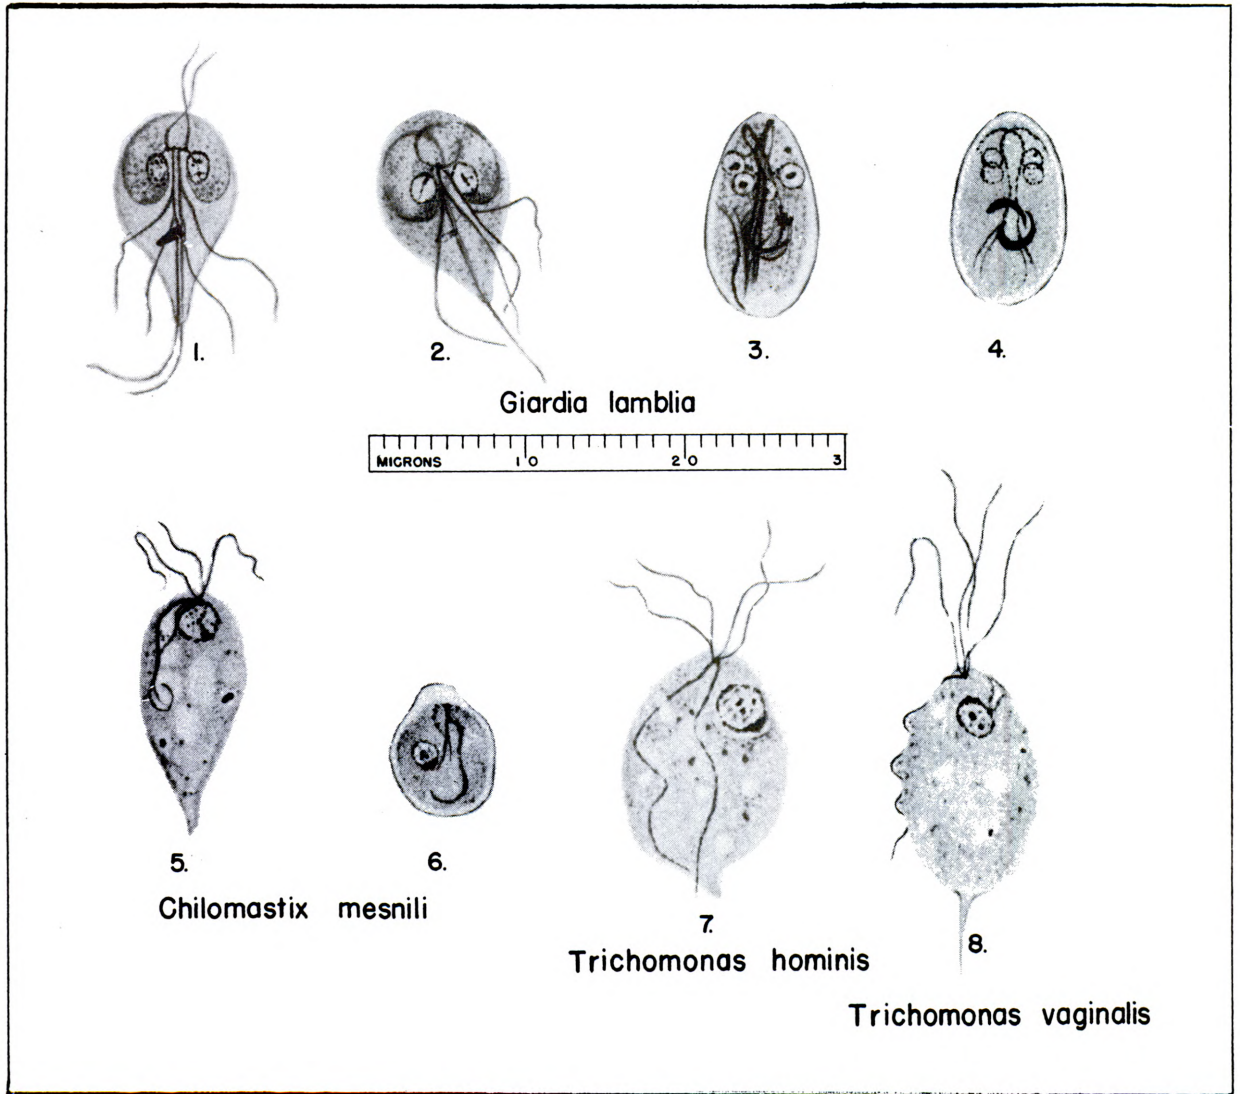 1.
2.
3.
4.
Giardia lamblia
MICRONS 10 20 3
5.
6.
7.
8.
Chilomastix mesnili
Trichomonas hominis
Trichomonas vaginalis